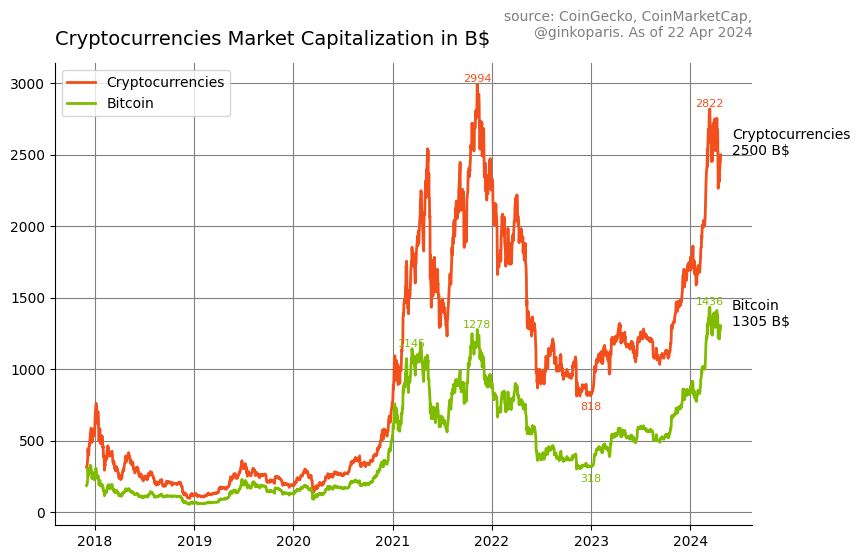 source: CoinGecko, CoinMarketCap,
@ginkoparis. As of 22 Apr 2024
Cryptocurrencies Market Capitalization in B$
Cryptocurrencies
Bitcoin
3000
2500
2000
1500
1000
500
0
2994
2822
Cryptocurrencies
2500 B$
1436
Bitcoin
1305 B$
1145
1278
818
318
2018
2019
2020
2021
2022
2023
2024